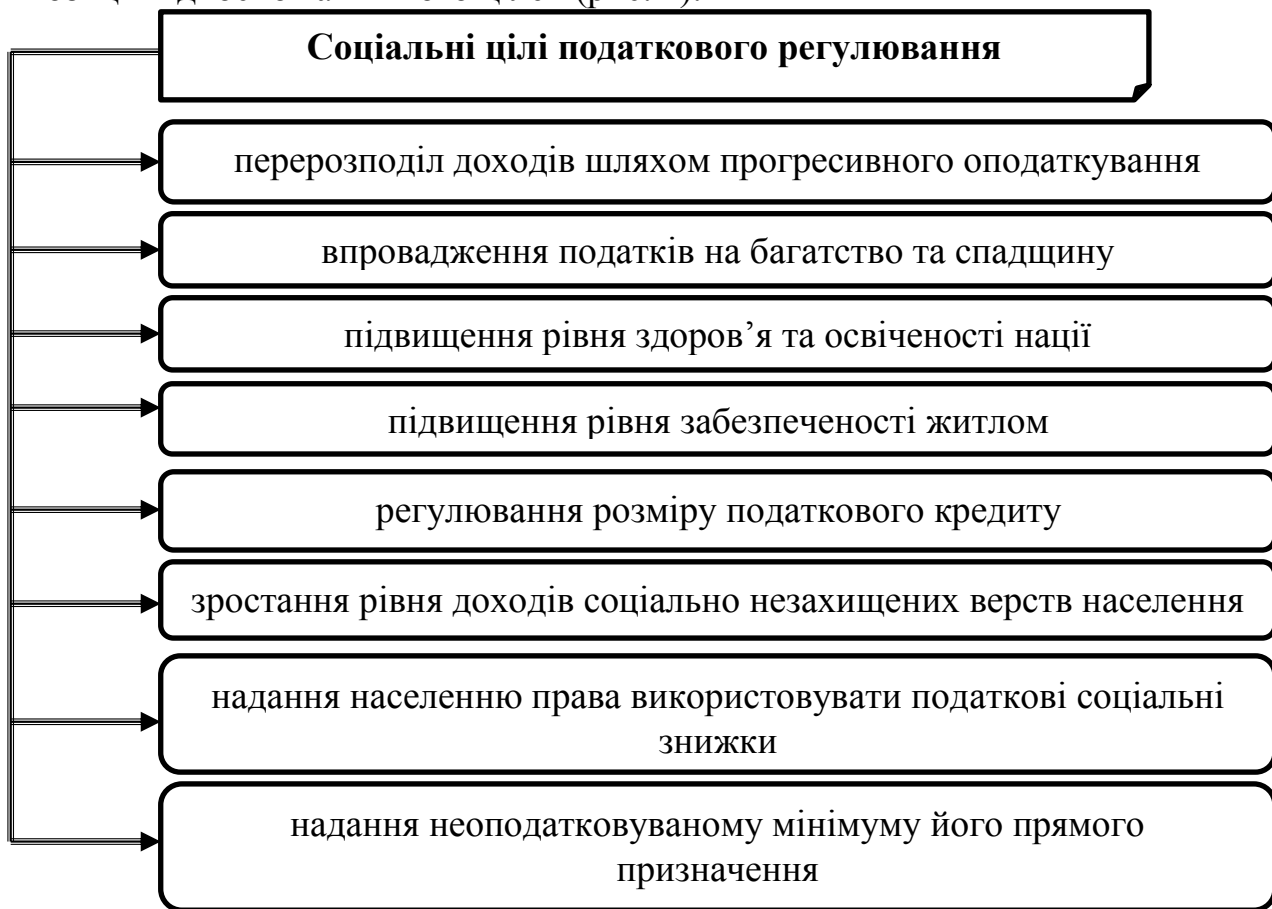 Соціальні цілі податкового регулювання
перерозподіл доходів шляхом прогресивного оподаткування
впровадження податків на багатство та спадщину
підвищення рівня здоров’я та освіченості нації
підвищення рівня забезпеченості житлом
регулювання розміру податкового кредиту
зростання рівня доходів соціально незахищених верств населення
надання населенню права використовувати податкові соціальні
знижки
надання неоподатковуваному мінімуму його прямого
призначення